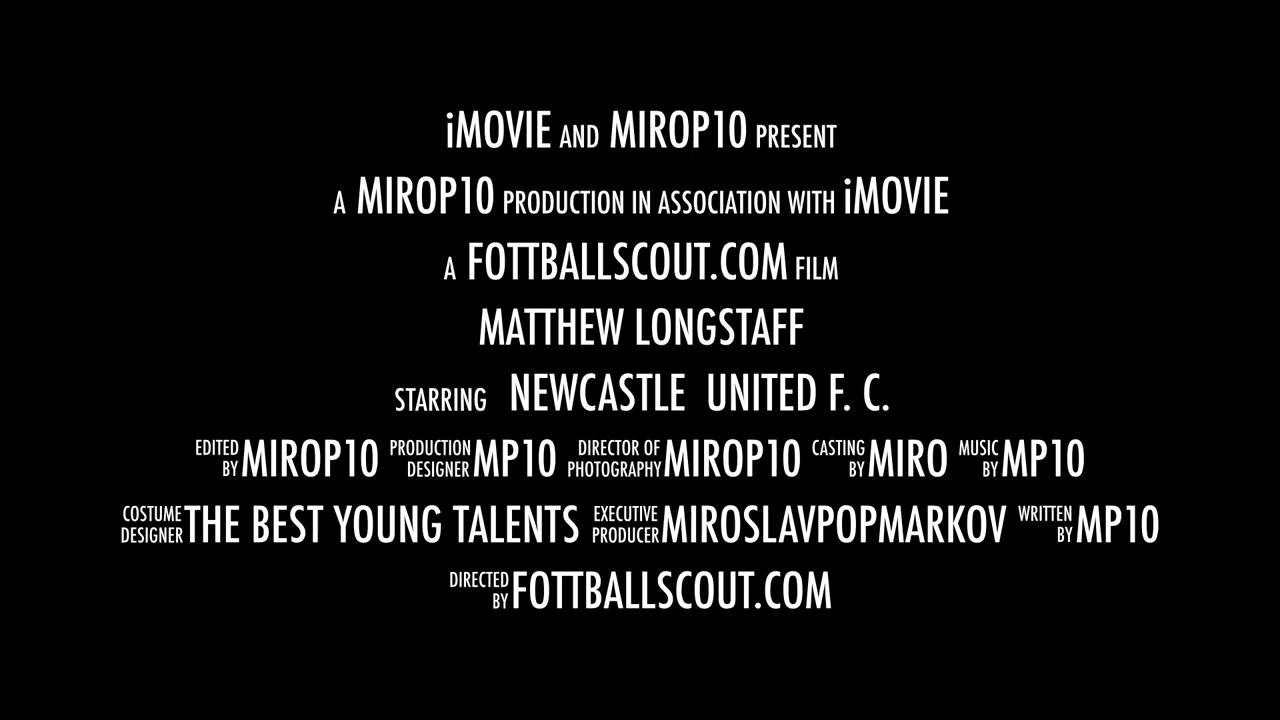 iMOVIE AND MIROP10 PRESENT
A MIROP10 PRODUCTION IN ASSOCIATION WITH iMOVIE
A FOTTBALLSCOUT.COM FILM
MATTHEW LONGSTAFF
STARRING NEWCASTLE UNITED F. C.
EDITED BY MIROP10 PRODUCTION DESIGNER MP10 DIRECTOR OF PHOTOGRAPHY MIROP10 CASTING BY MIRO MUSIC BY MP10
COSTUME DESIGNER THE BEST YOUNG TALENTS EXECUTIVE PRODUCER MIROSLAVPOPMARKOV WRITTEN BY MP10
DIRECTED BY FOTTBALLSCOUT.COM